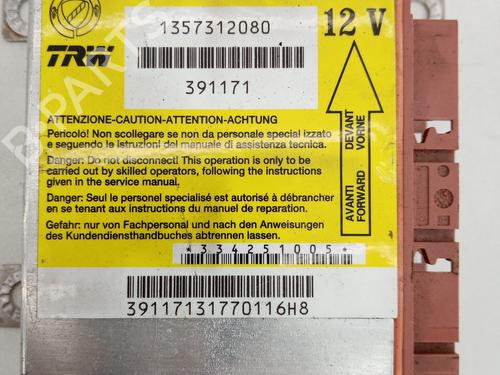 1357312080
12 V
TRW
391171
ATTENZIONE-CAUTION-ATTENTION-ACHTUNG
Pericolo! Non scollegare se non da personale special izzato
e seguendo le istruzioni del manuale di assistenza tecnica.
Danger: Do not disconnect! This operation is only to be
carried out by skilled operators, following the instructions
given in the service manual.
Danger: Seul le personel specialisé est autorisé à débrancher
en se tenant aux instructions du manuel de reparation.
Gefahr: nur von Fachpersonal and nach den Anweisungen
des Kundendiensthandbuches abtrennen lassen.
AVANTI DEVANT
FORWARD VORNE
*334251005*
39117131770116H8
B PARTS